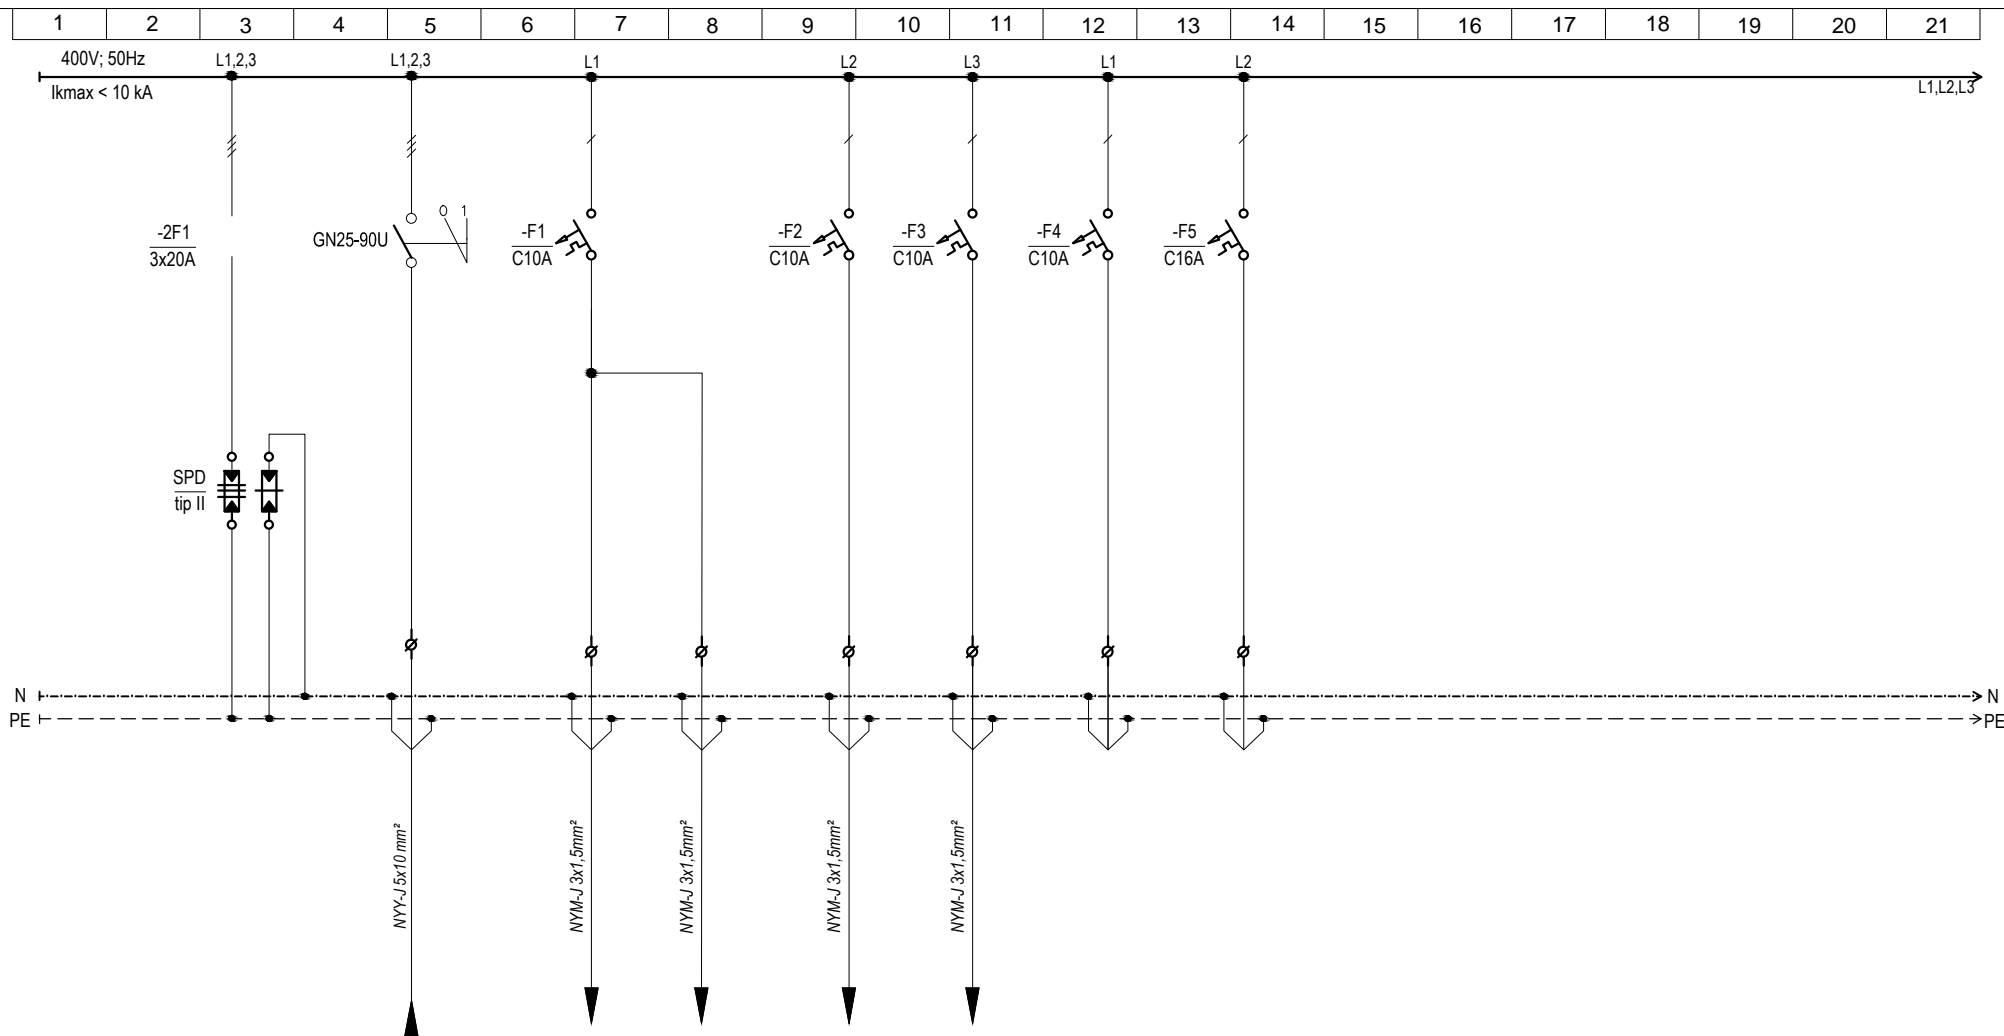 1 2 3 4 5 6 7 8 9 10 11 12 13 14 15 16 17 18 19 20 21
400V; 50Hz L1,2,3 L1,2,3 L1 L2 L3 L1 L2
Ikmax < 10 kA L1,L2,L3
0 1
-2F1 GN25-90U -F1 -F2 -F3 -F4 -F5
3x20A C10A C10A C10A C10A C16A
SPD
tip II
N N
PE PE
NYY-J 5x10 mm²
NYM-J 3x1,5mm²
NYM-J 3x1,5mm²
NYM-J 3x1,5mm²
NYM-J 3x1,5mm²